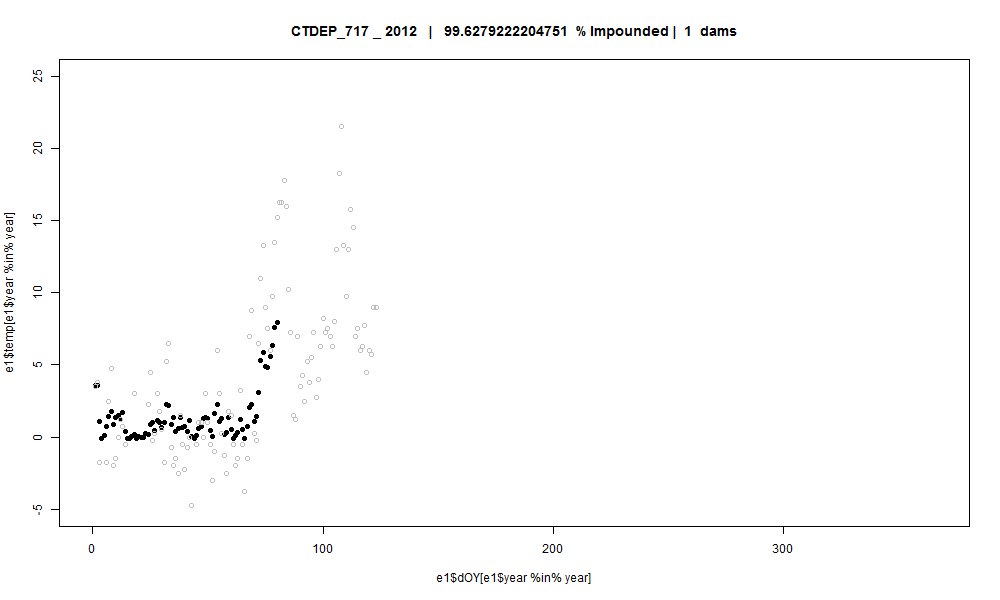 CTDEP_717 _ 2012 | 99.6279222204751 % Impounded | 1 dams
e1$temp[e1$year %in% year]
25
20
15
10
5
0
-5
0 100 200 300
e1$dOY[e1$year %in% year]